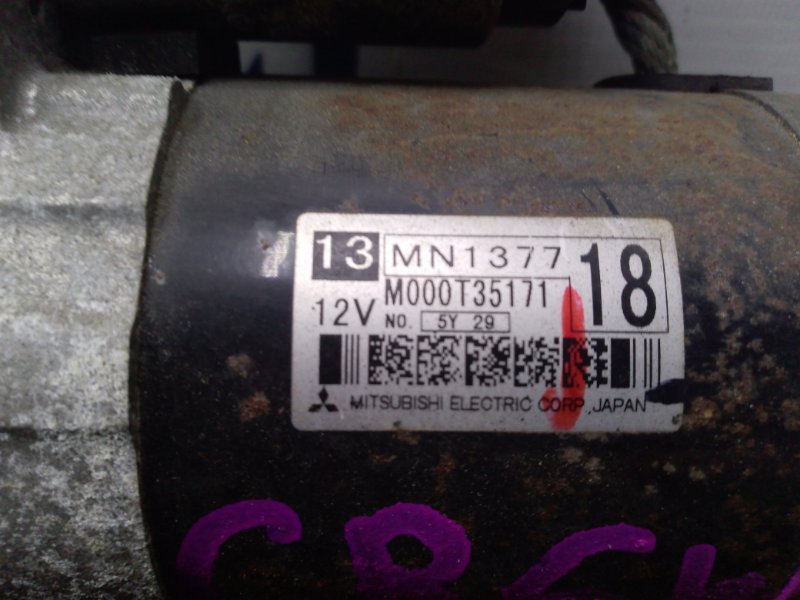 13 MN1377 18
M000T35171
12V NO. 5Y 29
MITSUBISHI ELECTRIC CORP., JAPAN